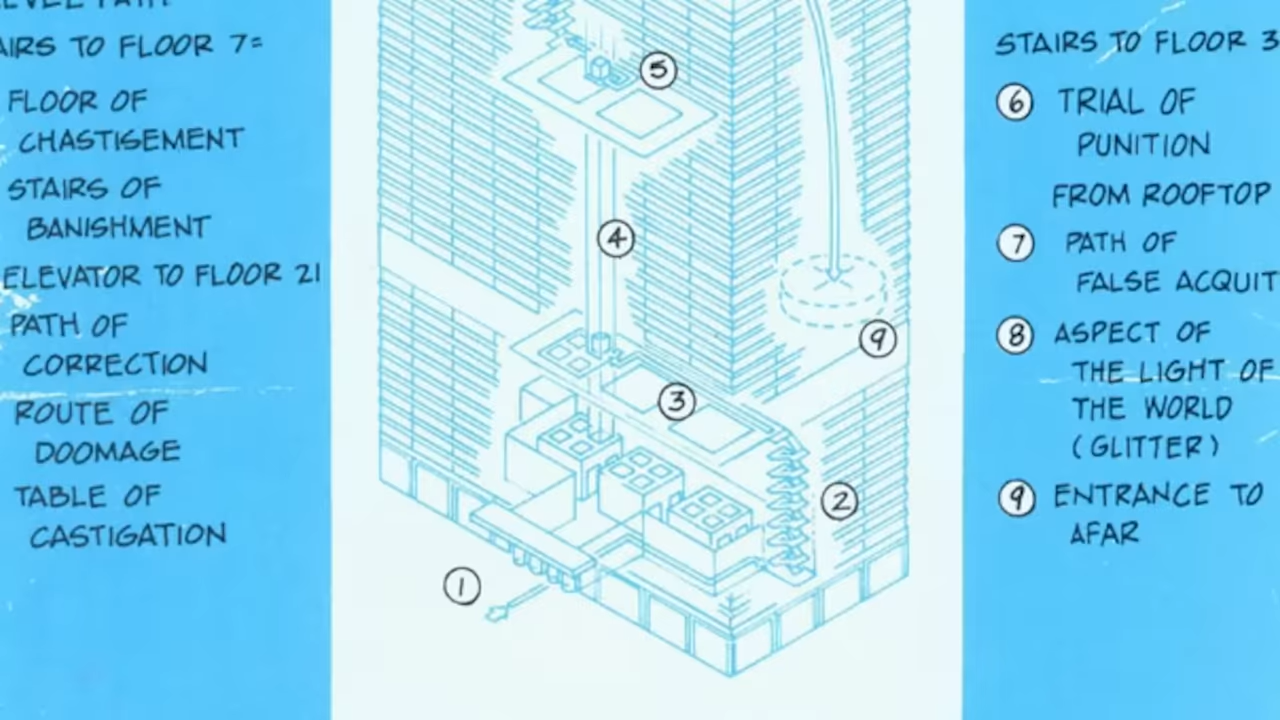 STAIRS TO FLOOR 7=
FLOOR OF
CHASTISEMENT
STAIRS OF
BANISHMENT
ELEVATOR TO FLOOR 21
PATH OF
CORRECTION
ROUTE OF
DOOMAGE
TABLE OF
CASTIGATION
5
4
9
3
2
1
STAIRS TO FLOOR 3
6 TRIAL OF
PUNITION
FROM ROOFTOP
7 PATH OF
FALSE ACQUIT
8 ASPECT OF
THE LIGHT OF
THE WORLD
(GLITTER)
9 ENTRANCE TO
AFAR